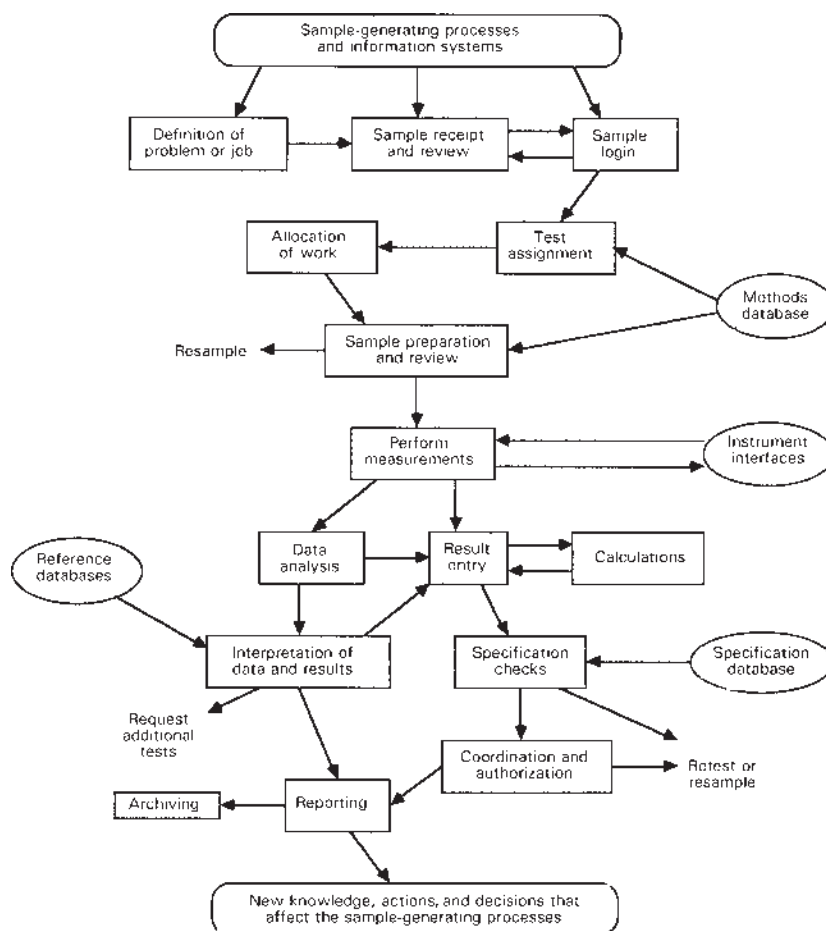 Sample-generating processes
and information systems
Definition of
problem or job
Sample receipt
and review
Sample
login
Allocation
of work
Test
assignment
Methods
database
Resample
Sample preparation
and review
Perform
measurements
Instrument
interfaces
Reference
databases
Data
analysis
Result
entry
Calculations
Interpretation of
data and results
Specification
checks
Specification
database
Request
additional
tests
Coordination and
authorization
Retest or
resample
Archiving
Reporting
New knowledge, actions, and decisions that
affect the sample-generating processes